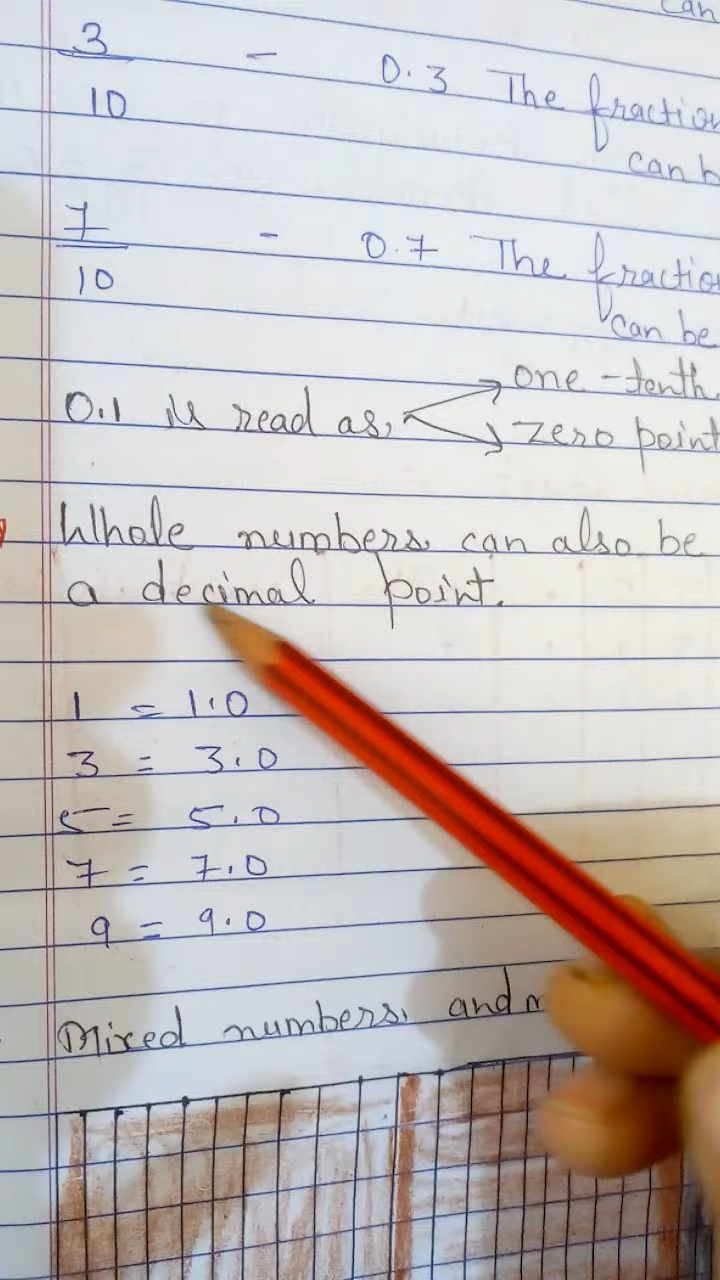 can
3/10 - 0.3 The fraction
can b
7/10 - 0.7 The fraction
can be
one-tenth
0.1 is read as,
zero point
Whole numbers can also be
a decimal point.
1 = 1.0
3 = 3.0
5 = 5.0
7 = 7.0
9 = 9.0
Mixed numbers, and